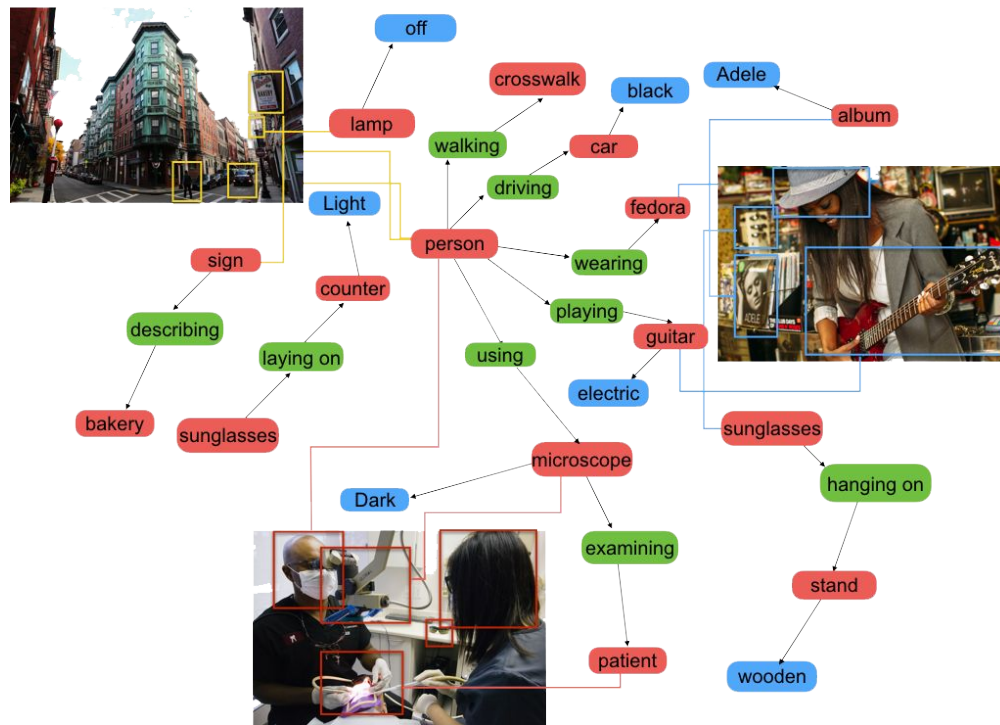 off
crosswalk
Adele
black
BAKERY
lamp
album
walking
car
driving
Light
fedora
person
sign
wearing
counter
playing
describing
guitar
ADELE
laying on
using
electric
bakery
sunglasses
sunglasses
microscope
hanging on
Dark
examining
stand
patient
wooden